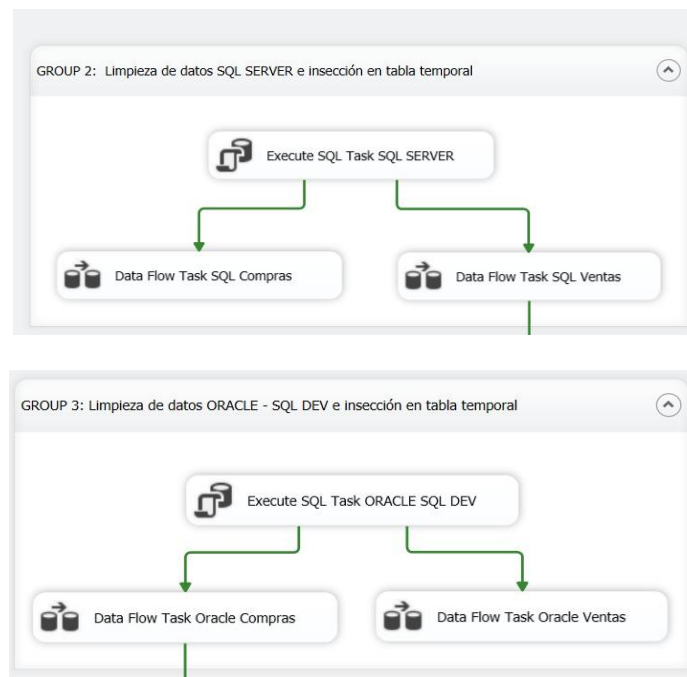 GROUP 2:  Limpieza de datos SQL SERVER e insección en tabla temporal
Execute SQL Task SQL SERVER
Data Flow Task SQL Compras
Data Flow Task SQL Ventas
GROUP 3: Limpieza de datos ORACLE - SQL DEV e insección en tabla temporal
Execute SQL Task ORACLE SQL DEV
Data Flow Task Oracle Compras
Data Flow Task Oracle Ventas